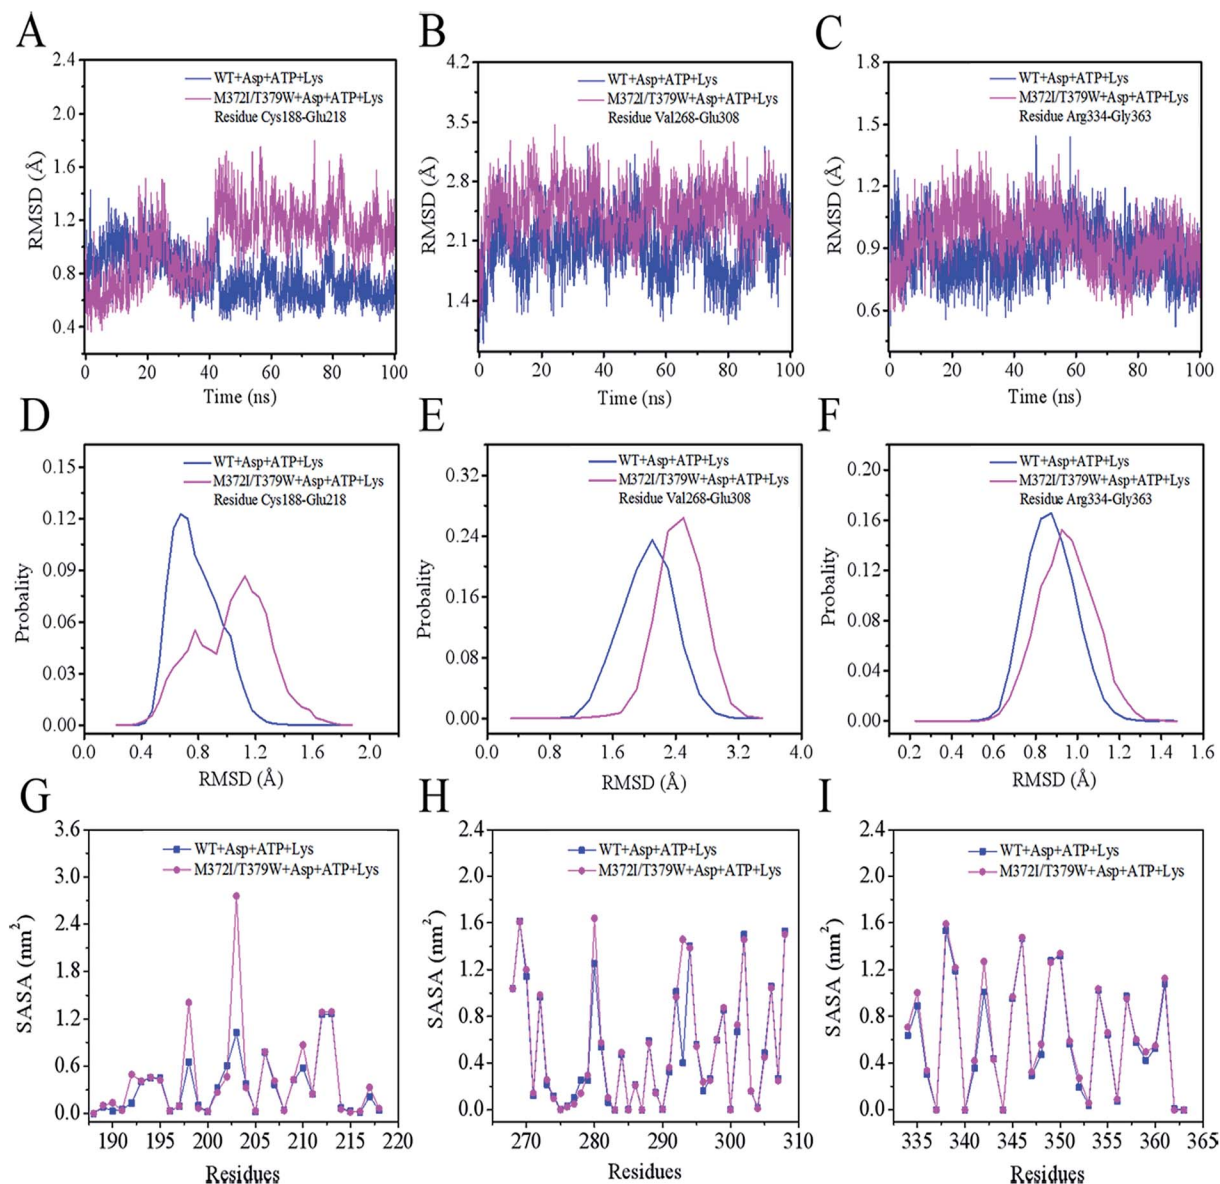 A
B
C
2.4
2.0
1.6
1.2
0.8
0.4
RMSD (Å)
WT+Asp+ATP+Lys
M372I/T379W+Asp+ATP+Lys
Residue Cys188-Glu218
0 20 40 60 80 100
Time (ns)
4.2
3.5
2.8
2.1
1.4
RMSD (Å)
WT+Asp+ATP+Lys
M372I/T379W+Asp+ATP+Lys
Residue Val268-Glu308
0 20 40 60 80 100
Time (ns)
1.8
1.5
1.2
0.9
0.6
RMSD (Å)
WT+Asp+ATP+Lys
M372I/T379W+Asp+ATP+Lys
Residue Arg334-Gly363
0 20 40 60 80 100
Time (ns)
D
E
F
0.15
0.12
0.09
0.06
0.03
0.00
Probality
WT+Asp+ATP+Lys
M372I/T379W+Asp+ATP+Lys
Residue Cys188-Glu218
0.0 0.4 0.8 1.2 1.6 2.0
RMSD (Å)
0.32
0.24
0.16
0.08
0.00
Probality
WT+Asp+ATP+Lys
M372I/T379W+Asp+ATP+Lys
Residue Val268-Glu308
0.0 0.8 1.6 2.4 3.2 4.0
RMSD (Å)
0.20
0.16
0.12
0.08
0.04
0.00
Probality
WT+Asp+ATP+Lys
M372I/T379W+Asp+ATP+Lys
Residue Arg334-Gly363
0.2 0.4 0.6 0.8 1.0 1.2 1.4 1.6
RMSD (Å)
G
H
I
3.6
3.0
2.4
1.8
1.2
0.6
0.0
SASA (nm²)
WT+Asp+ATP+Lys
M372I/T379W+Asp+ATP+Lys
190 195 200 205 210 215 220
Residues
2.4
2.0
1.6
1.2
0.8
0.4
0.0
SASA (nm²)
WT+Asp+ATP+Lys
M372I/T379W+Asp+ATP+Lys
270 280 290 300 310
Residues
2.4
2.0
1.6
1.2
0.8
0.4
0.0
SASA (nm²)
WT+Asp+ATP+Lys
M372I/T379W+Asp+ATP+Lys
335 340 345 350 355 360 365
Residues